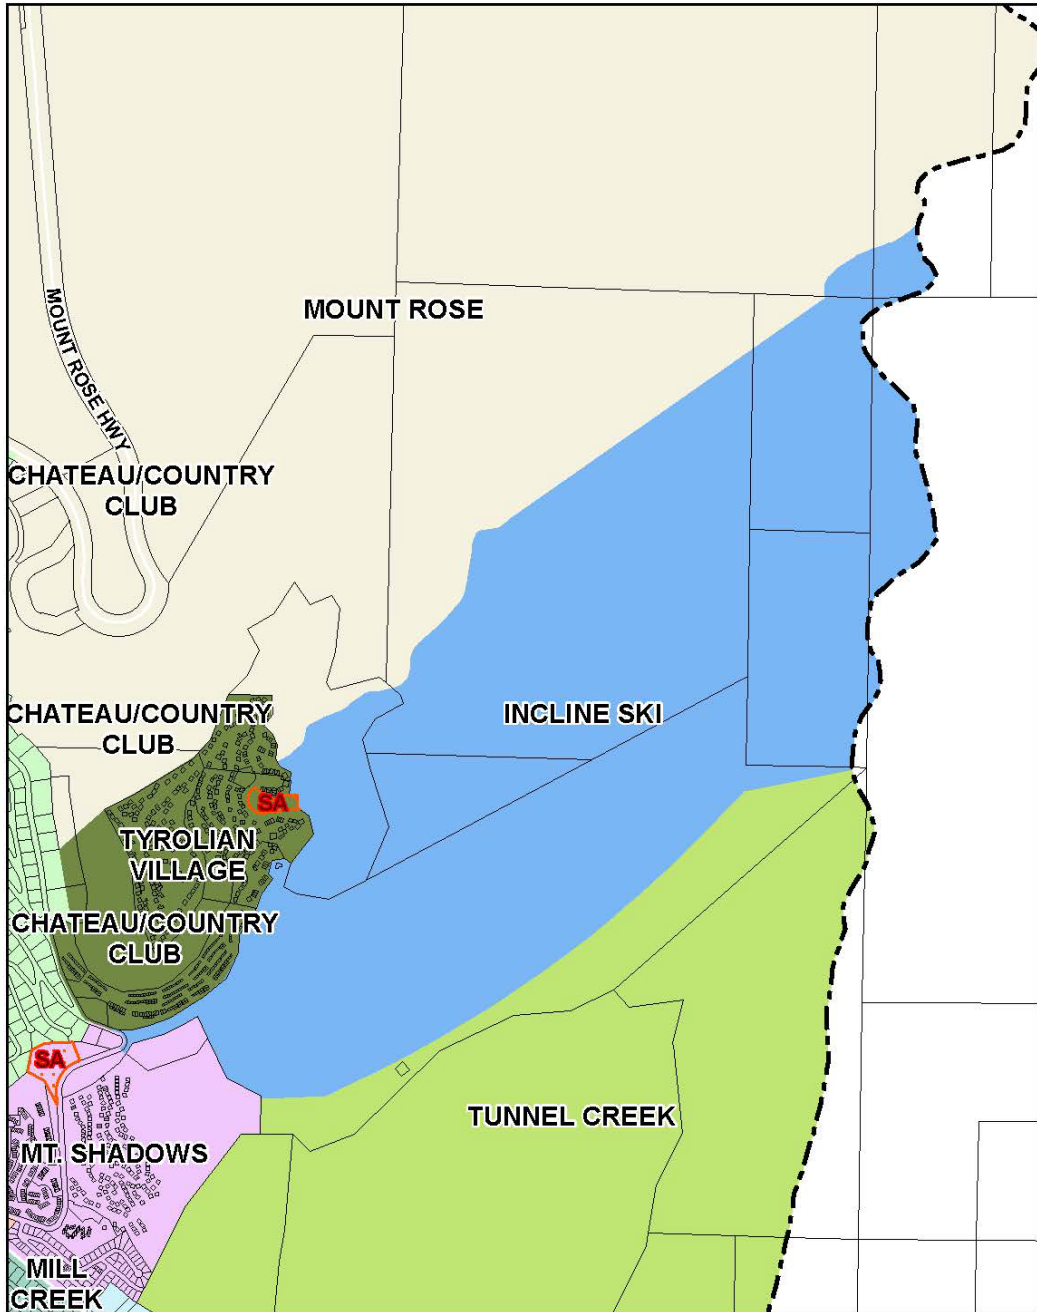 MOUNT ROSE
MOUNT ROSE HWY
CHATEAU/COUNTRY
CLUB
CHATEAU/COUNTRY
CLUB
INCLINE SKI
SA
TYROLIAN
VILLAGE
CHATEAU/COUNTRY
CLUB
SA
TUNNEL CREEK
MT. SHADOWS
MILL
CREEK